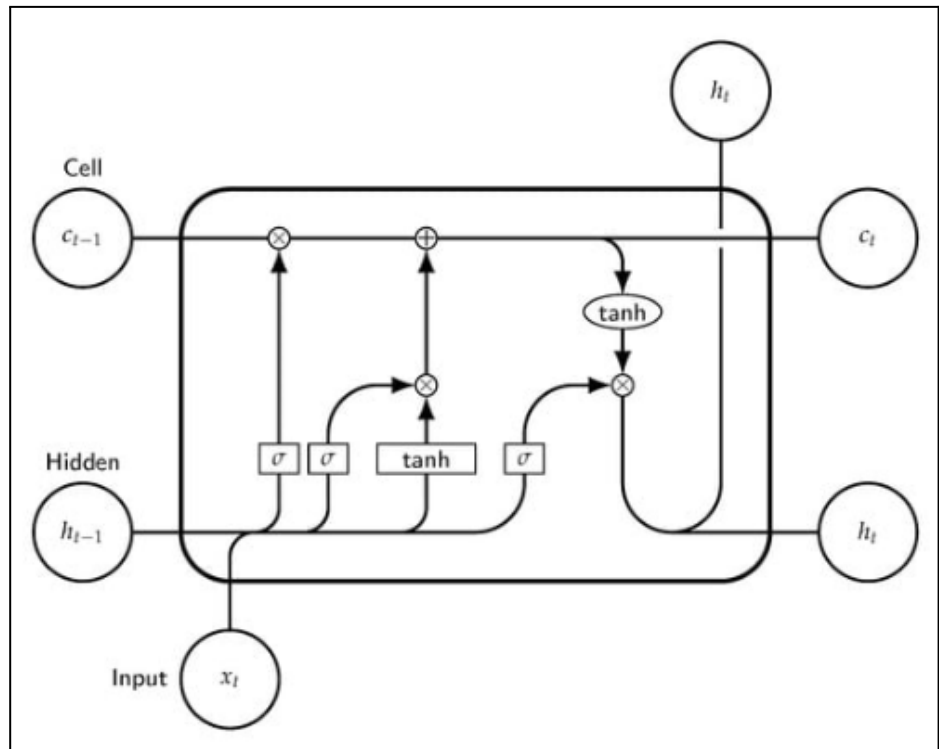 h_t
Cell
c_{t−1} × + c_t
tanh
×  ×
σ σ tanh σ
Hidden
h_{t−1} h_t
Input x_t